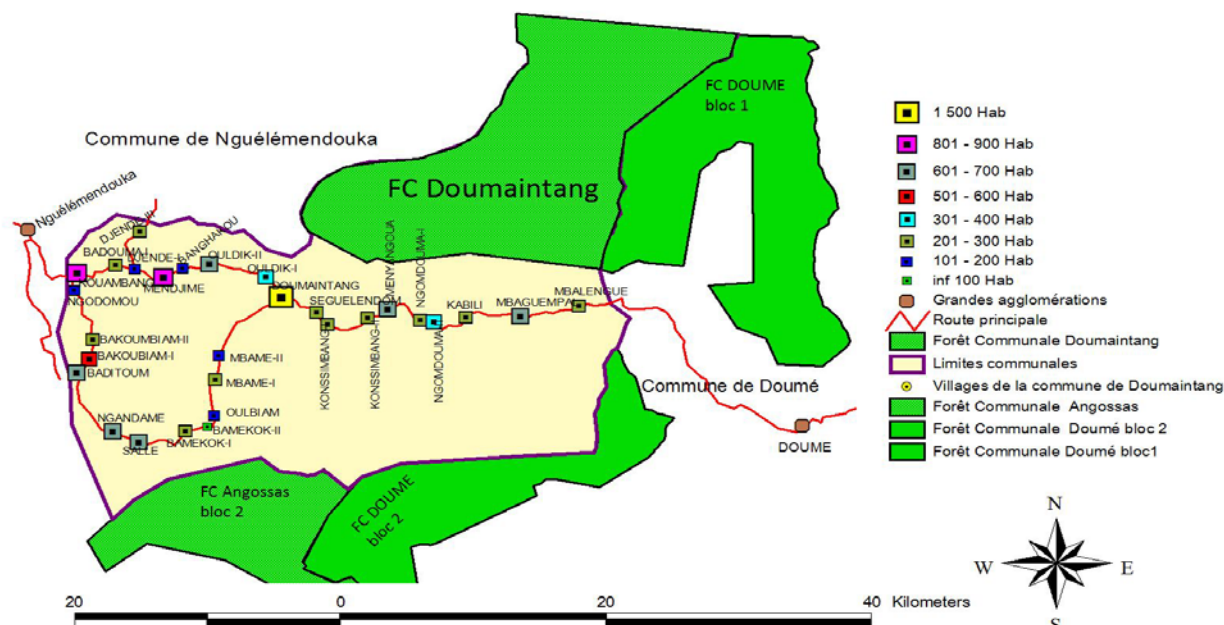 FC DOUME
bloc 1
Commune de Nguélémendouka
FC Doumaintang
Nguélémendouka
DJENDE-II
BADOUMA-I
DJENDE-I
BANGHAROU
OULDIK-II
OULDIK-I
KOUAMBANG
MENDJIME
NGODOMOU
DOUMAINTANG
SEGUELENDOM
KONSSIMBANG-I
KONSSIMBANG-II
NGOMDOUMA-I
KABILI
MBAGUEMPA
MBALENGUE
BAKOUMBIAM-II
BAKOUBIAM-I
BADITOUM
MBAME-II
MBAME-I
OULBIAM
BAMEKOK-II
BAMEKOK-I
NGANDAME
SALLE
Commune de Doumé
DOUME
FC Angossas
bloc 2
FC DOUME
bloc 2
1 500 Hab
801 - 900 Hab
601 - 700 Hab
501 - 600 Hab
301 - 400 Hab
201 - 300 Hab
101 - 200 Hab
inf 100 Hab
Grandes agglomérations
Route principale
Forêt Communale Doumaintang
Limites communales
Villages de la commune de Doumaintang
Forêt Communale Angossas
Forêt Communale Doumé bloc 2
Forêt Communale Doumé bloc1
N
W
E
S
20
0
20
40
Kilometers